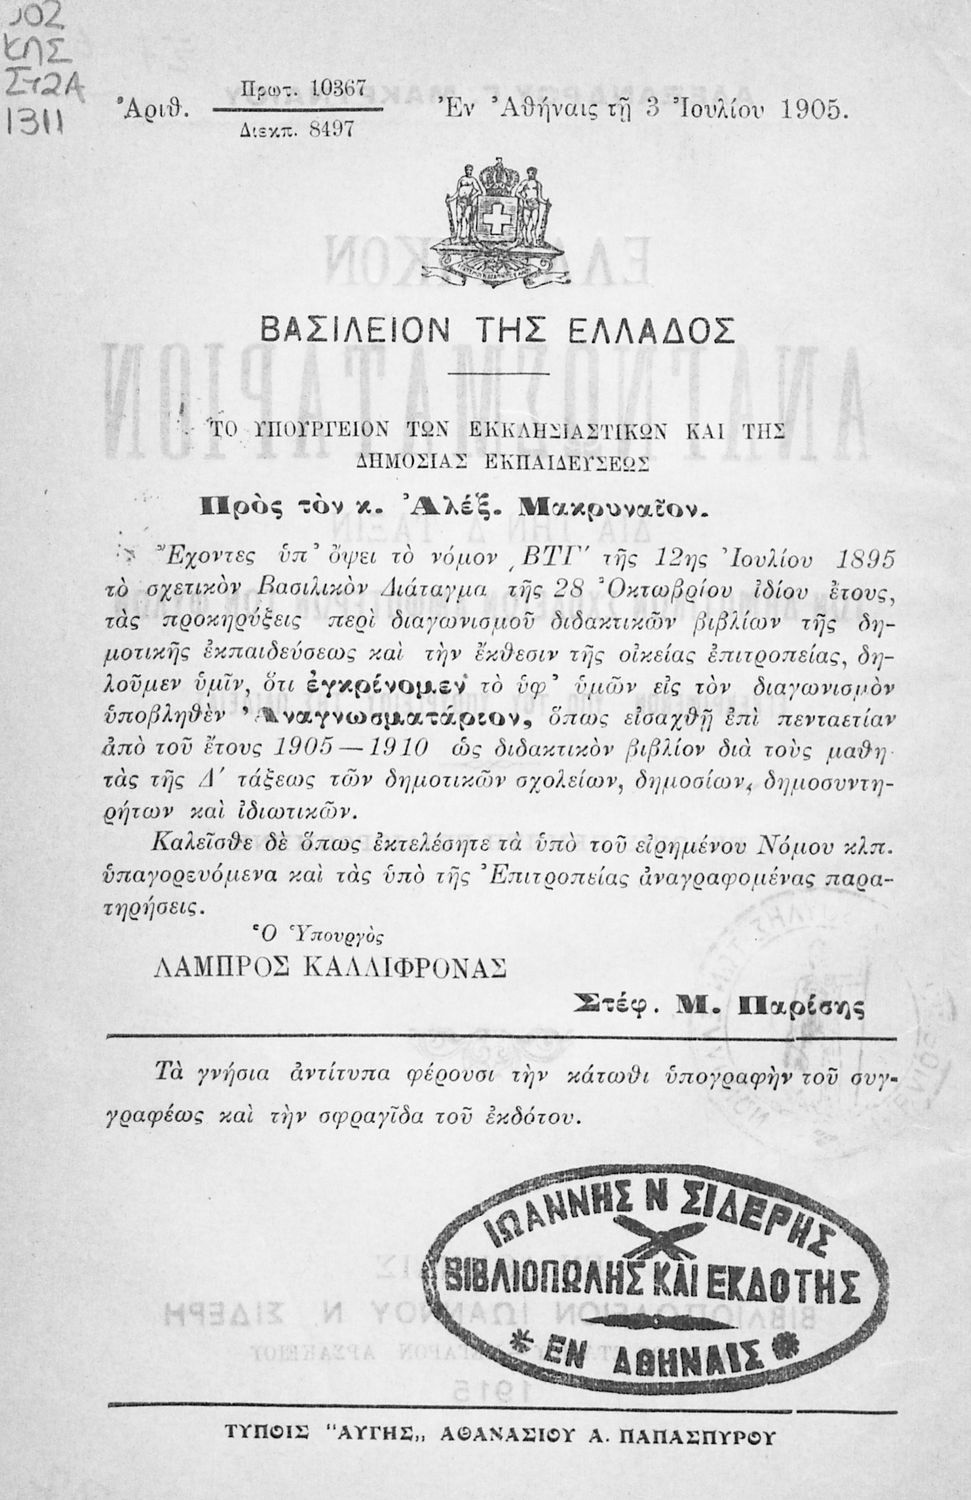 002
ΚΛΣ
ΣΤ2Α
1311
Ἀριθ. Πρωτ. 10367
Διεκπ. 8497
Ἐν Ἀθήναις τῇ 3 Ἰουλίου 1905.
ΒΑΣΙΛΕΙΟΝ ΤΗΣ ΕΛΛΑΔΟΣ
ΤΟ ΥΠΟΥΡΓΕΙΟΝ ΤΩΝ ΕΚΚΛΗΣΙΑΣΤΙΚΩΝ ΚΑΙ ΤΗΣ
ΔΗΜΟΣΙΑΣ ΕΚΠΑΙΔΕΥΣΕΩΣ
Πρὸς τὸν κ. Ἀλέξ. Μακρυναῖον.
Ἔχοντες ὑπ' ὄψει τὸ νόμον ͵ΒΤΓ' τῆς 12ης Ἰουλίου 1895
τὸ σχετικὸν Βασιλικὸν Διάταγμα τῆς 28 Ὀκτωβρίου ἰδίου ἔτους,
τὰς προκηρύξεις περὶ διαγωνισμοῦ διδακτικῶν βιβλίων τῆς δη-
μοτικῆς ἐκπαιδεύσεως καὶ τὴν ἔκθεσιν τῆς οἰκείας ἐπιτροπείας, δη-
λοῦμεν ὑμῖν, ὅτι ἐγκρίνομεν τὸ ὑφ' ὑμῶν εἰς τὸν διαγωνισμὸν
ὑποβληθὲν Ἀναγνωσματάριον, ὅπως εἰσαχθῇ ἐπὶ πενταετίαν
ἀπὸ τοῦ ἔτους 1905—1910 ὡς διδακτικὸν βιβλίον διὰ τοὺς μαθη-
τὰς τῆς Δ' τάξεως τῶν δημοτικῶν σχολείων, δημοσίων, δημοσυντη-
ρήτων καὶ ἰδιωτικῶν.
Καλεῖσθε δὲ ὅπως ἐκτελέσητε τὰ ὑπὸ τοῦ εἰρημένου Νόμου κλπ.
ὑπαγορευόμενα καὶ τὰς ὑπὸ τῆς Ἐπιτροπείας ἀναγραφομένας παρα-
τηρήσεις.
Ὁ Ὑπουργὸς
ΛΑΜΠΡΟΣ ΚΑΛΛΙΦΡΟΝΑΣ
Στέφ. Μ. Παρίσης
Τὰ γνήσια ἀντίτυπα φέρουσι τὴν κάτωθι ὑπογραφὴν τοῦ συγ-
γραφέως καὶ τὴν σφραγῖδα τοῦ ἐκδότου.
ΙΩΑΝΝΗΣ Ν ΣΙΔΕΡΗΣ
ΒΙΒΛΙΟΠΩΛΗΣ ΚΑΙ ΕΚΔΟΤΗΣ
* ΕΝ ΑΘΗΝΑΙΣ *
ΤΥΠΟΙΣ "ΑΥΓΗΣ„ ΑΘΑΝΑΣΙΟΥ Α. ΠΑΠΑΣΠΥΡΟΥ